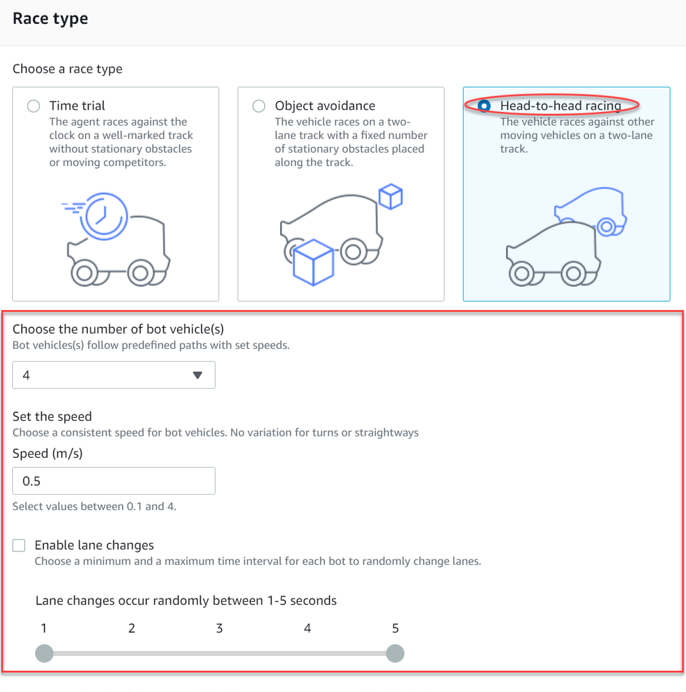 Race type
Choose a race type
Time trial
The agent races against the
clock on a well-marked track
without stationary obstacles
or moving competitors.
Object avoidance
The vehicle races on a two-
lane track with a fixed number
of stationary obstacles placed
along the track.
Head-to-head racing
The vehicle races against other
moving vehicles on a two-lane
track.
Choose the number of bot vehicle(s)
Bot vehicles(s) follow predefined paths with set speeds.
4
Set the speed
Choose a consistent speed for bot vehicles. No variation for turns or straightways
Speed (m/s)
0.5
Select values between 0.1 and 4.
Enable lane changes
Choose a minimum and a maximum time interval for each bot to randomly change lanes.
Lane changes occur randomly between 1-5 seconds
1 2 3 4 5